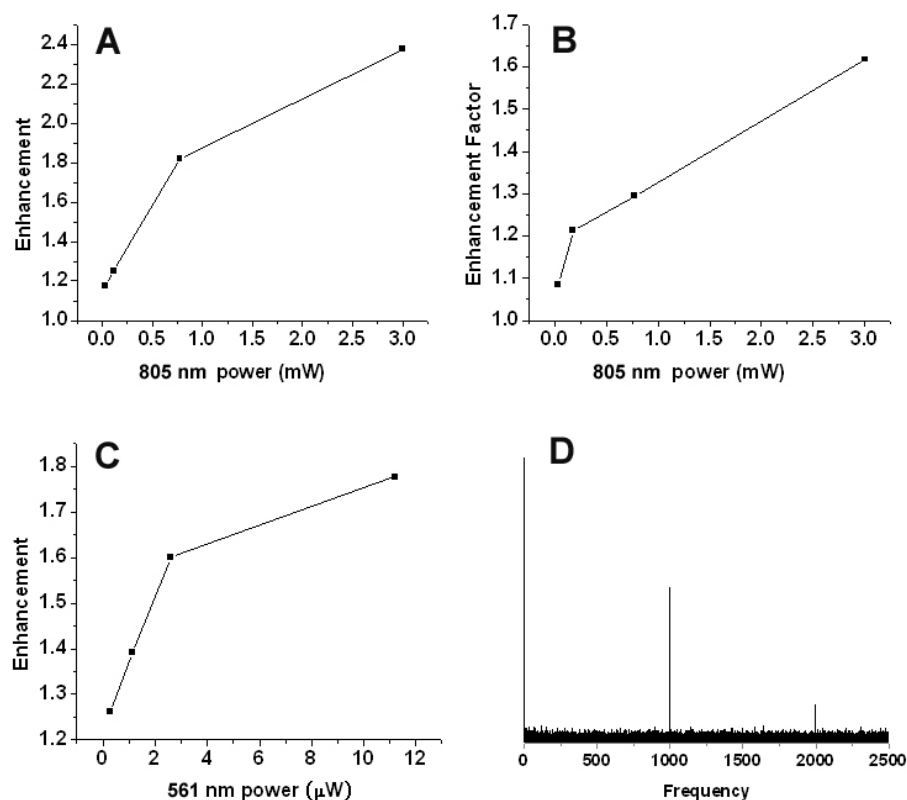 A
Enhancement
2.4
2.2
2.0
1.8
1.6
1.4
1.2
1.0
0.0 0.5 1.0 1.5 2.0 2.5 3.0
805 nm power (mW)
B
Enhancement Factor
1.7
1.6
1.5
1.4
1.3
1.2
1.1
1.0
0.0 0.5 1.0 1.5 2.0 2.5 3.0
805 nm power (mW)
C
Enhancement
1.8
1.7
1.6
1.5
1.4
1.3
1.2
0 2 4 6 8 10 12
561 nm power (μW)
D
0 500 1000 1500 2000 2500
Frequency